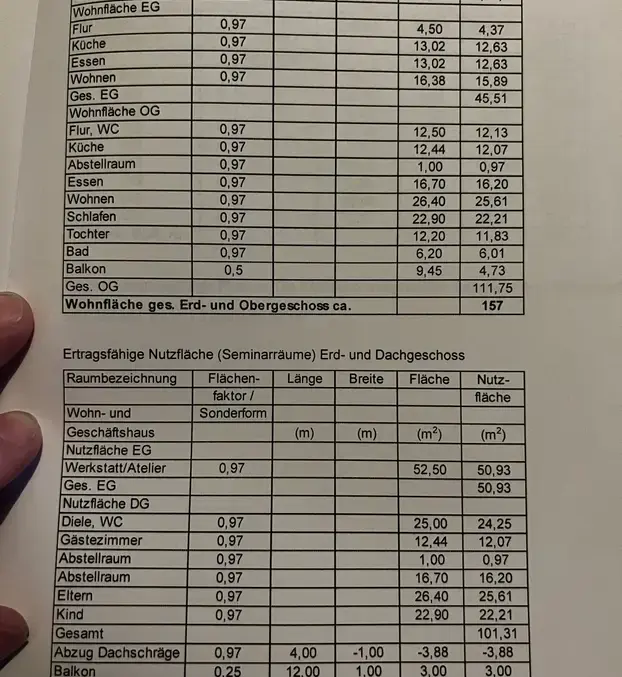 Wohnfläche EG
Flur 0,97 4,50 4,37
Küche 0,97 13,02 12,63
Essen 0,97 13,02 12,63
Wohnen 0,97 16,38 15,89
Ges. EG 45,51
Wohnfläche OG
Flur, WC 0,97 12,50 12,13
Küche 0,97 12,44 12,07
Abstellraum 0,97 1,00 0,97
Essen 0,97 16,70 16,20
Wohnen 0,97 26,40 25,61
Schlafen 0,97 22,90 22,21
Tochter 0,97 12,20 11,83
Bad 0,97 6,20 6,01
Balkon 0,5 9,45 4,73
Ges. OG 111,75
Wohnfläche ges. Erd- und Obergeschoss ca. 157
Ertragsfähige Nutzfläche (Seminarräume) Erd- und Dachgeschoss
Raumbezeichnung Flächen- Länge Breite Fläche Nutz-
faktor / fläche
Wohn- und Sonderform
Geschäftshaus (m) (m) (m²) (m²)
Nutzfläche EG
Werkstatt/Atelier 0,97 52,50 50,93
Ges. EG 50,93
Nutzfläche DG
Diele, WC 0,97 25,00 24,25
Gästezimmer 0,97 12,44 12,07
Abstellraum 0,97 1,00 0,97
Abstellraum 0,97 16,70 16,20
Eltern 0,97 26,40 25,61
Kind 0,97 22,90 22,21
Gesamt 101,31
Abzug Dachschräge 0,97 4,00 -1,00 -3,88 -3,88
Balkon 0,25 12,00 1,00 3,00 3,00